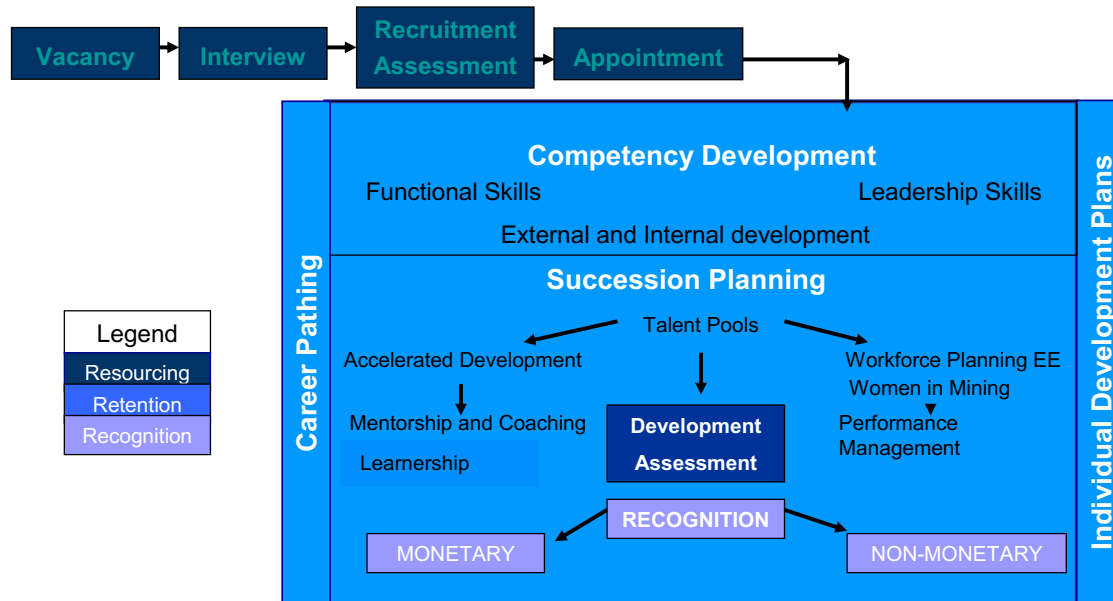 Vacancy
Interview
Recruitment
Assessment
Appointment
Competency Development
Functional Skills
Leadership Skills
External and Internal development
Career Pathing
Individual Development Plans
Succession Planning
Talent Pools
Accelerated Development
Workforce Planning EE
Women in Mining
Mentorship and Coaching
Learnership
Development
Assessment
Performance
Management
RECOGNITION
MONETARY
NON-MONETARY
Legend
Resourcing
Retention
Recognition